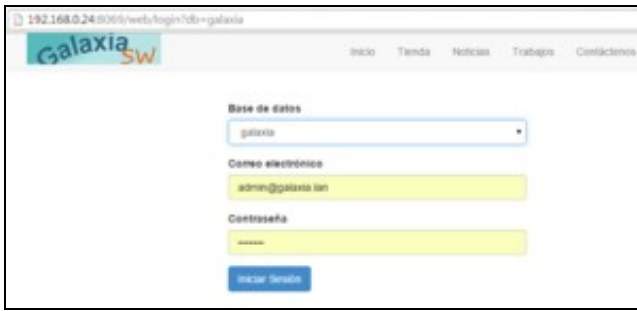 192.168.0.24:8069/web/login?db=galaxia
Galaxia SW
Inicio Tienda Noticias Trabajos Contáctenos
Base de datos
galaxia
Correo electrónico
admin@galaxia.lan
Contraseña
•••••
Iniciar Sesión